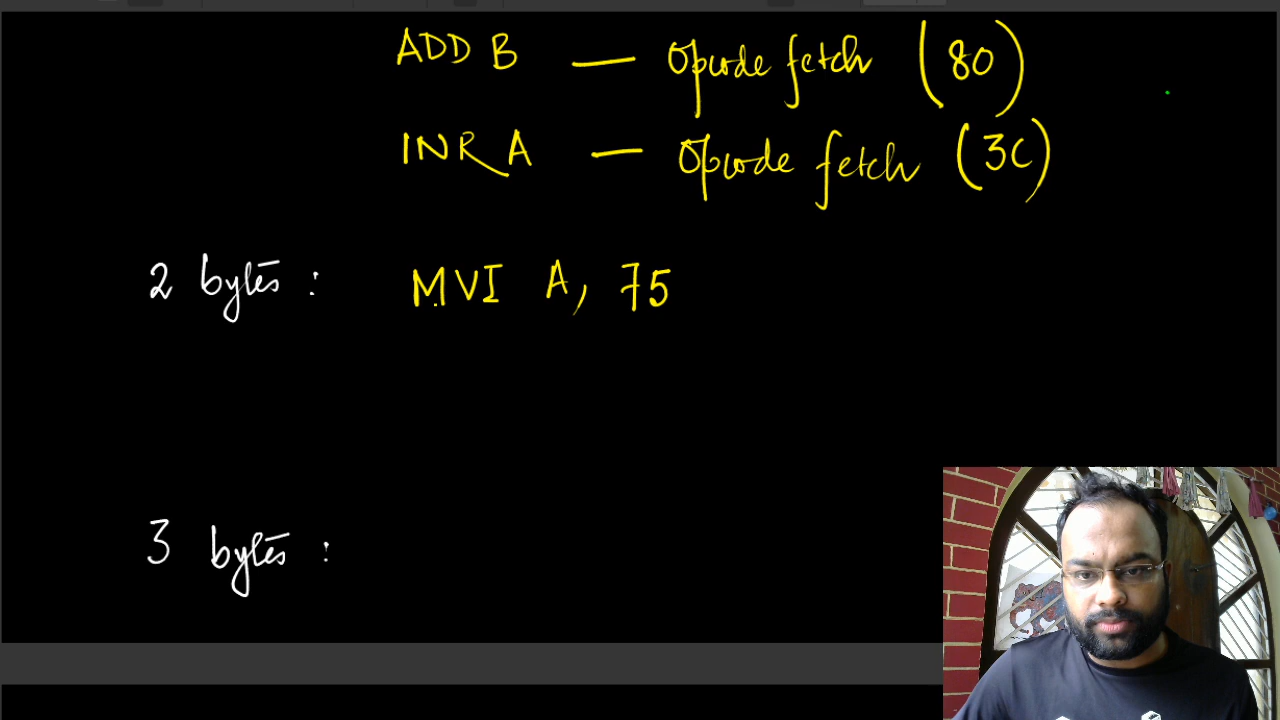 ADD B — Opcode fetch (80)
INR A — Opcode fetch (3C)
2 bytes : MVI A, 75
3 bytes :